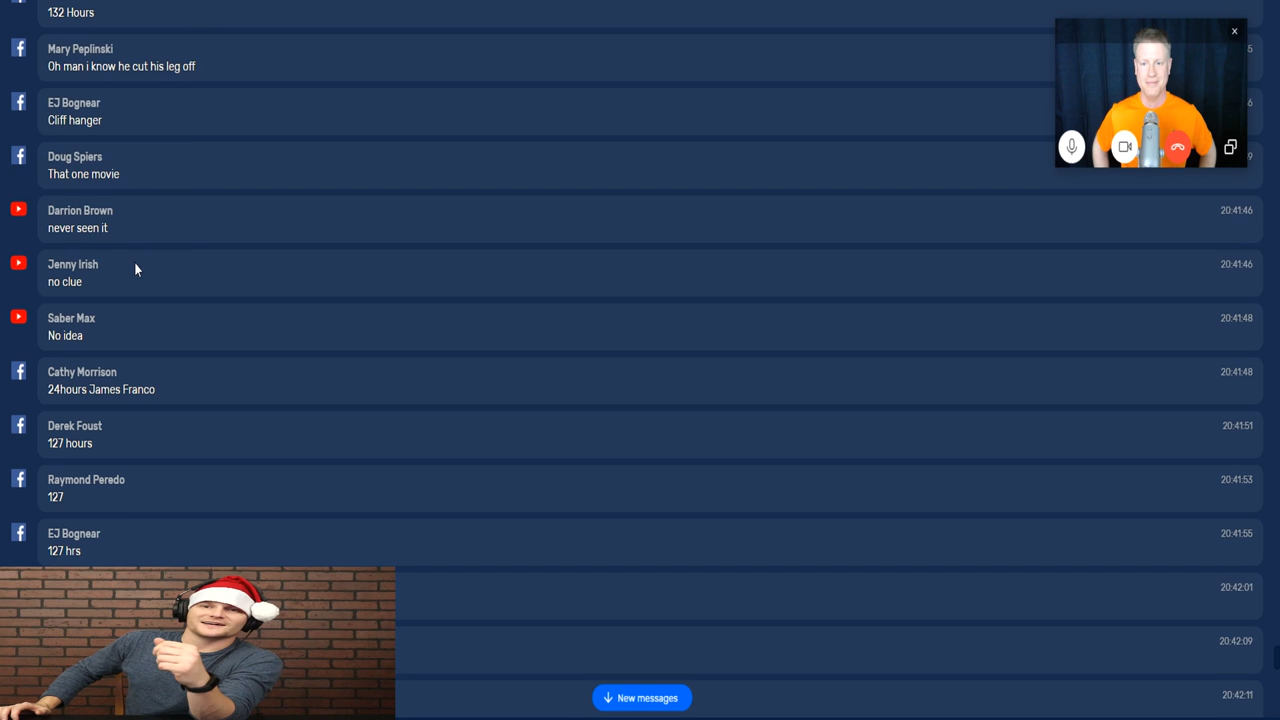 132 Hours
Mary Peplinski
Oh man i know he cut his leg off
EJ Bognear
Cliff hanger
Doug Spiers
That one movie
Darrion Brown
20:41:46
never seen it
Jenny Irish
20:41:46
no clue
Saber Max
20:41:48
No idea
Cathy Morrison
20:41:48
24hours James Franco
Derek Foust
20:41:51
127 hours
Raymond Peredo
20:41:53
127
EJ Bognear
20:41:55
127 hrs
20:42:01
20:42:09
20:42:11
New messages